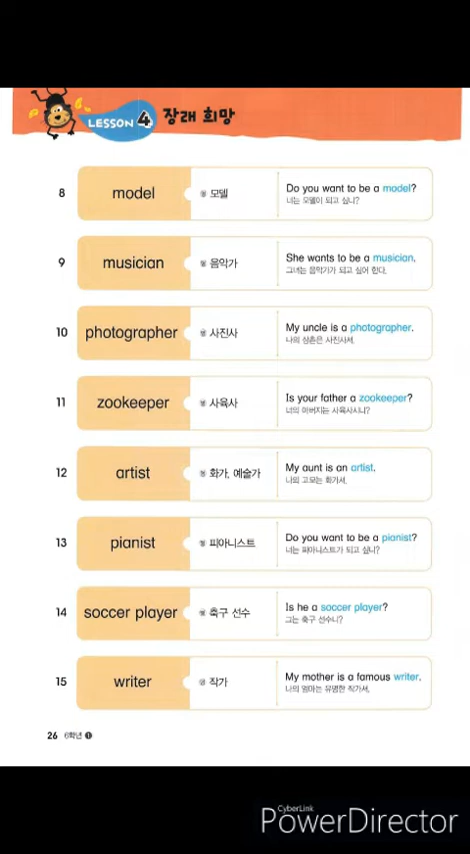 LESSON 4 장래 희망
8 model 명 모델 Do you want to be a model?
너는 모델이 되고 싶니?
9 musician 명 음악가 She wants to be a musician.
그녀는 음악가가 되고 싶어 한다.
10 photographer 명 사진사 My uncle is a photographer.
나의 삼촌은 사진사셔.
11 zookeeper 명 사육사 Is your father a zookeeper?
너의 아버지는 사육사시니?
12 artist 명 화가, 예술가 My aunt is an artist.
나의 고모는 화가셔.
13 pianist 명 피아니스트 Do you want to be a pianist?
너는 피아니스트가 되고 싶니?
14 soccer player 명 축구 선수 Is he a soccer player?
그는 축구 선수니?
15 writer 명 작가 My mother is a famous writer.
나의 엄마는 유명한 작가셔.
26 6학년 1
CyberLink
PowerDirector